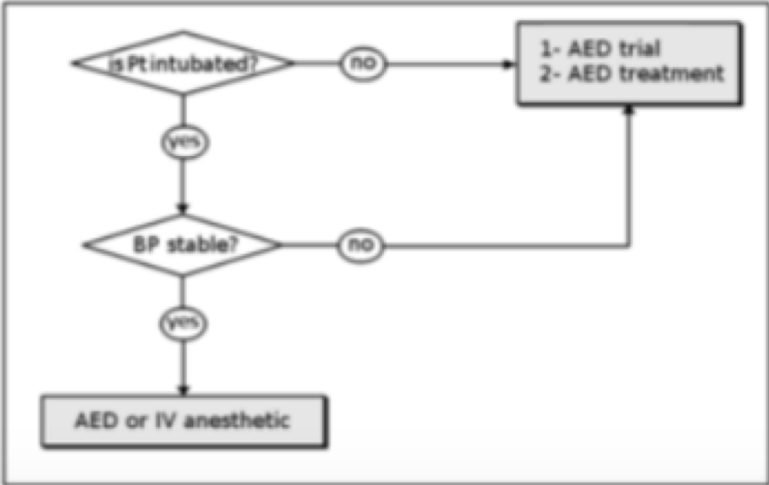 is Pt intubated?
no
1- AED trial
2- AED treatment
yes
BP stable?
no
yes
AED or IV anesthetic